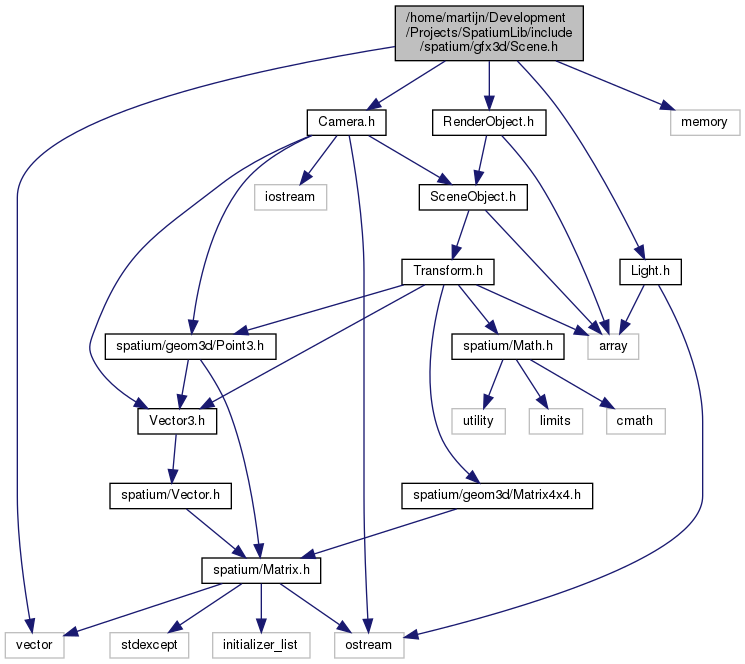 /home/martijn/Development
/Projects/SpatiumLib/include
/spatium/gfx3d/Scene.h
Camera.h
RenderObject.h
memory
iostream
SceneObject.h
Transform.h
Light.h
spatium/geom3d/Point3.h
spatium/Math.h
array
Vector3.h
utility
limits
cmath
spatium/Vector.h
spatium/geom3d/Matrix4x4.h
spatium/Matrix.h
vector
stdexcept
initializer_list
ostream